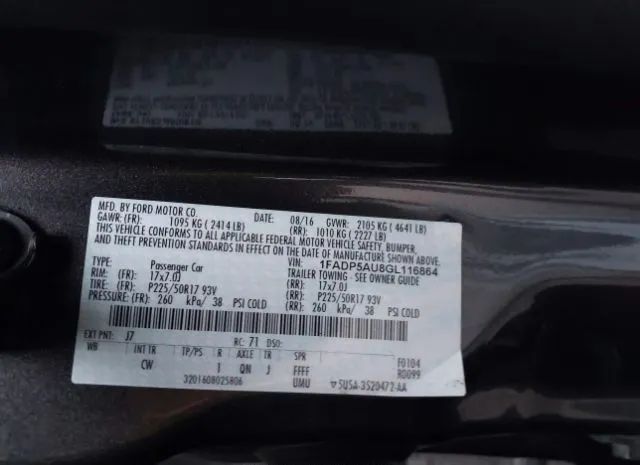 MFD. BY FORD MOTOR CO.
DATE: 08/16 GVWR: 2105 KG (4641 LB)
GAWR: (FR): 1095 KG (2414 LB) (RR): 1010 KG (2227 LB)
THIS VEHICLE CONFORMS TO ALL APPLICABLE FEDERAL MOTOR VEHICLE SAFETY, BUMPER,
AND THEFT PREVENTION STANDARDS IN EFFECT ON THE DATE OF MANUFACTURE SHOWN ABOVE.
VIN: 1FADP5AU8GL116864
TYPE: Passenger Car TRAILER TOWING - SEE OWNER GUIDE
RIM: (FR): 17x7.0J (RR): 17x7.0J
TIRE: (FR): P225/50R17 93V (RR): P225/50R17 93V
PRESSURE: (FR): 260 kPa/ 38 PSI COLD (RR): 260 kPa/ 38 PSI COLD
EXT PNT: J7 RC: 71 DSO:
WB INT TR TP/PS R AXLE TR SPR F0104
CW 1 QN J FFFF R0099
3201608025806 UMU ▽5U5A-3520472-AA